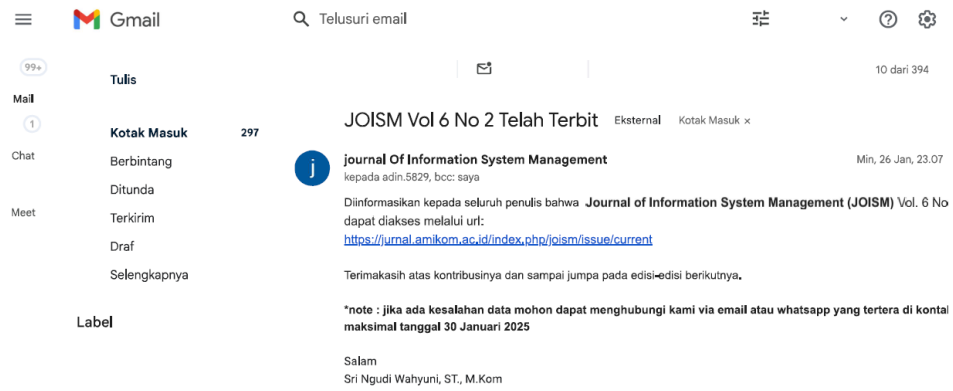 Gmail
Telusuri email
99+
Mail
1
Chat
Meet
Tulis
Kotak Masuk 297
Berbintang
Ditunda
Terkirim
Draf
Selengkapnya
Label
10 dari 394
JOISM Vol 6 No 2 Telah Terbit Eksternal Kotak Masuk ×
j
journal Of Information System Management Min, 26 Jan, 23.07
kepada adin.5829, bcc: saya
Diinformasikan kepada seluruh penulis bahwa Journal of Information System Management (JOISM) Vol. 6 No
dapat diakses melalui url:
https://jurnal.amikom.ac.id/index.php/joism/issue/current
Terimakasih atas kontribusinya dan sampai jumpa pada edisi-edisi berikutnya.
*note : jika ada kesalahan data mohon dapat menghubungi kami via email atau whatsapp yang tertera di kontak
maksimal tanggal 30 Januari 2025
Salam
Sri Ngudi Wahyuni, ST., M.Kom